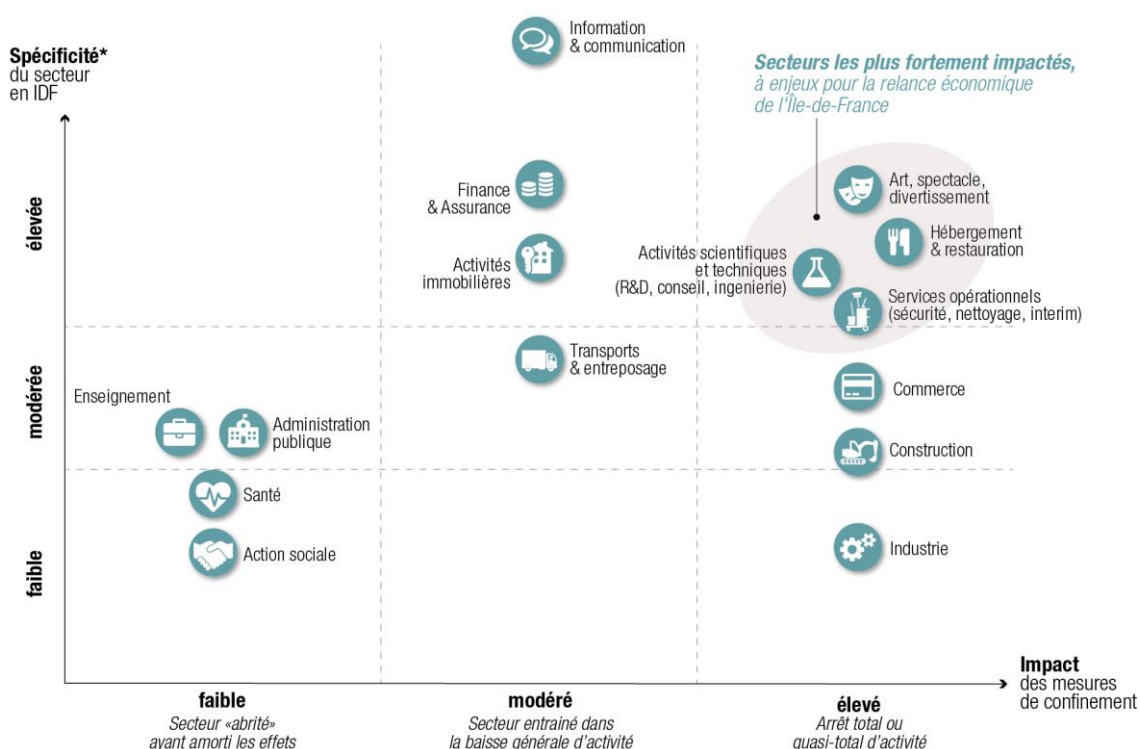 Spécificité*
du secteur
en IDF
Information
& communication
Secteurs les plus fortement impactés,
à enjeux pour la relance économique
de l'Île-de-France
élevée
Finance
& Assurance
Art, spectacle,
divertissement
Hébergement
& restauration
Activités
immobilières
Activités scientifiques
et techniques
(R&D, conseil, ingenierie)
Services opérationnels
(sécurité, nettoyage, interim)
modérée
Transports
& entreposage
Commerce
Enseignement
Administration
publique
Construction
faible
Santé
Action sociale
Industrie
Impact
des mesures
de confinement
faible
Secteur «abrité»
ayant amorti les effets
modéré
Secteur entrainé dans
la baisse générale d'activité
élevé
Arrêt total ou
quasi-total d'activité